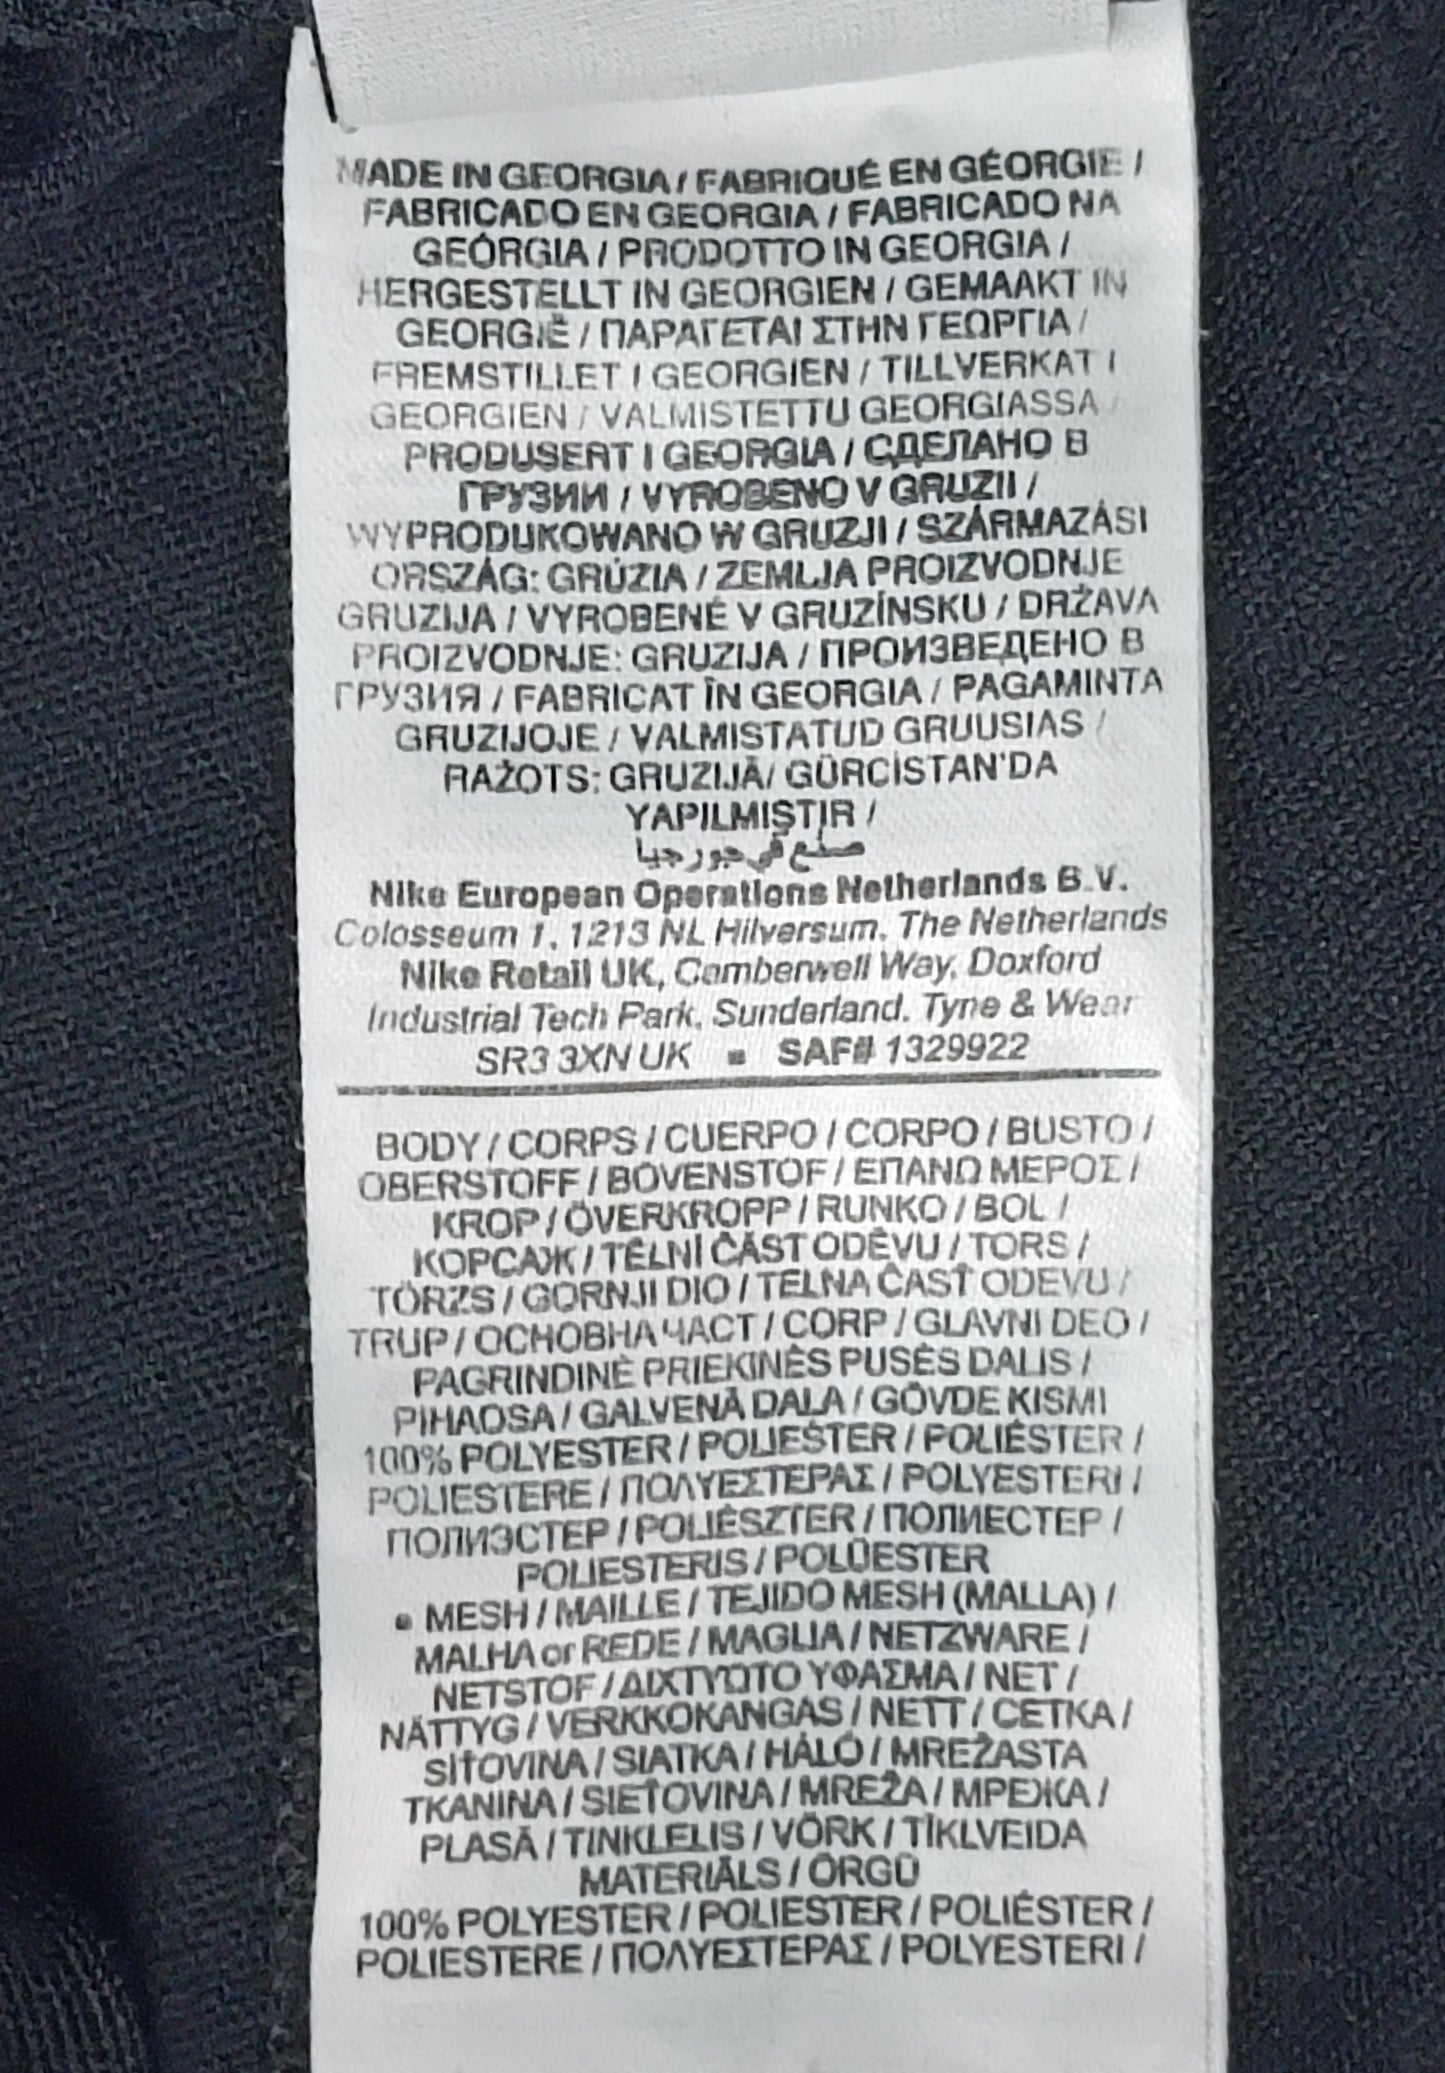 MADE IN GEORGIA / FABRIQUÉ EN GÉORGIE /
FABRICADO EN GEORGIA / FABRICADO NA
GEÓRGIA / PRODOTTO IN GEORGIA /
HERGESTELLT IN GEORGIEN / GEMAAKT IN
GEORGIË / ΠΑΡΑΓΕΤΑΙ ΣΤΗΝ ΓΕΩΡΓΙΑ /
FREMSTILLET I GEORGIEN / TILLVERKAT I
GEORGIEN / VALMISTETTU GEORGIASSA /
PRODUSERT I GEORGIA / СДЕЛАНО В
ГРУЗИИ / VYROBENO V GRUZII /
WYPRODUKOWANO W GRUZJI / SZÁRMAZÁSI
ORSZÁG: GRÚZIA / ZEMLJA PROIZVODNJE
GRUZIJA / VYROBENÉ V GRUZÍNSKU / DRŽAVA
PROIZVODNJE: GRUZIJA / ПРОИЗВЕДЕНО В
ГРУЗИЯ / FABRICAT ÎN GEORGIA / PAGAMINTA
GRUZIJOJE / VALMISTATUD GRUUSIAS /
RAŽOTS: GRUZIJĀ/ GÜRCİSTAN'DA
YAPILMIŞTIR /
صنع في جورجيا
Nike European Operations Netherlands B.V.
Colosseum 1, 1213 NL Hilversum, The Netherlands
Nike Retail UK, Camberwell Way, Doxford
Industrial Tech Park, Sunderland, Tyne & Wear
SR3 3XN UK ▪ SAF# 1329922
BODY / CORPS / CUERPO / CORPO / BUSTO /
OBERSTOFF / BOVENSTOF / ΕΠΑΝΩ ΜΕΡΟΣ /
KROP / ÖVERKROPP / RUNKO / BOL /
КОРСАЖ / TĚLNÍ ČÁST ODĚVU / TORS /
TÖRZS / GORNJI DIO / TELNÁ ČASŤ ODEVU /
TRUP / ОСНОВНА ЧАСТ / CORP / GLAVNI DEO /
PAGRINDINĖ PRIEKINĖS PUSĖS DALIS /
PIHAOSA / GALVENĀ DAĻA / GÖVDE KISMI
100% POLYESTER / POLIESTER / POLIÉSTER /
POLIESTERE / ΠΟΛΥΕΣΤΕΡΑΣ / POLYESTERI /
ПОЛИЭСТЕР / POLIÉSZTER / ПОЛИЕСТЕР /
POLIESTERIS / POLÜESTER
• MESH / MAILLE / TEJIDO MESH (MALLA) /
MALHA or REDE / MAGLIA / NETZWARE /
NETSTOF / ΔΙΧΤΥΩΤΟ ΥΦΑΣΜΑ / NET /
NÄTTYG / VERKKOKANGAS / NETT / СЕТКА /
SÍŤOVINA / SIATKA / HÁLÓ / MREŽASTA
TKANINA / SIEŤOVINA / MREŽA / МРЕЖА /
PLASĂ / TINKLELIS / VÕRK / TĪKLVEIDA
MATERIĀLS / ÖRGÜ
100% POLYESTER / POLIESTER / POLIÉSTER /
POLIESTERE / ΠΟΛΥΕΣΤΕΡΑΣ / POLYESTERI /